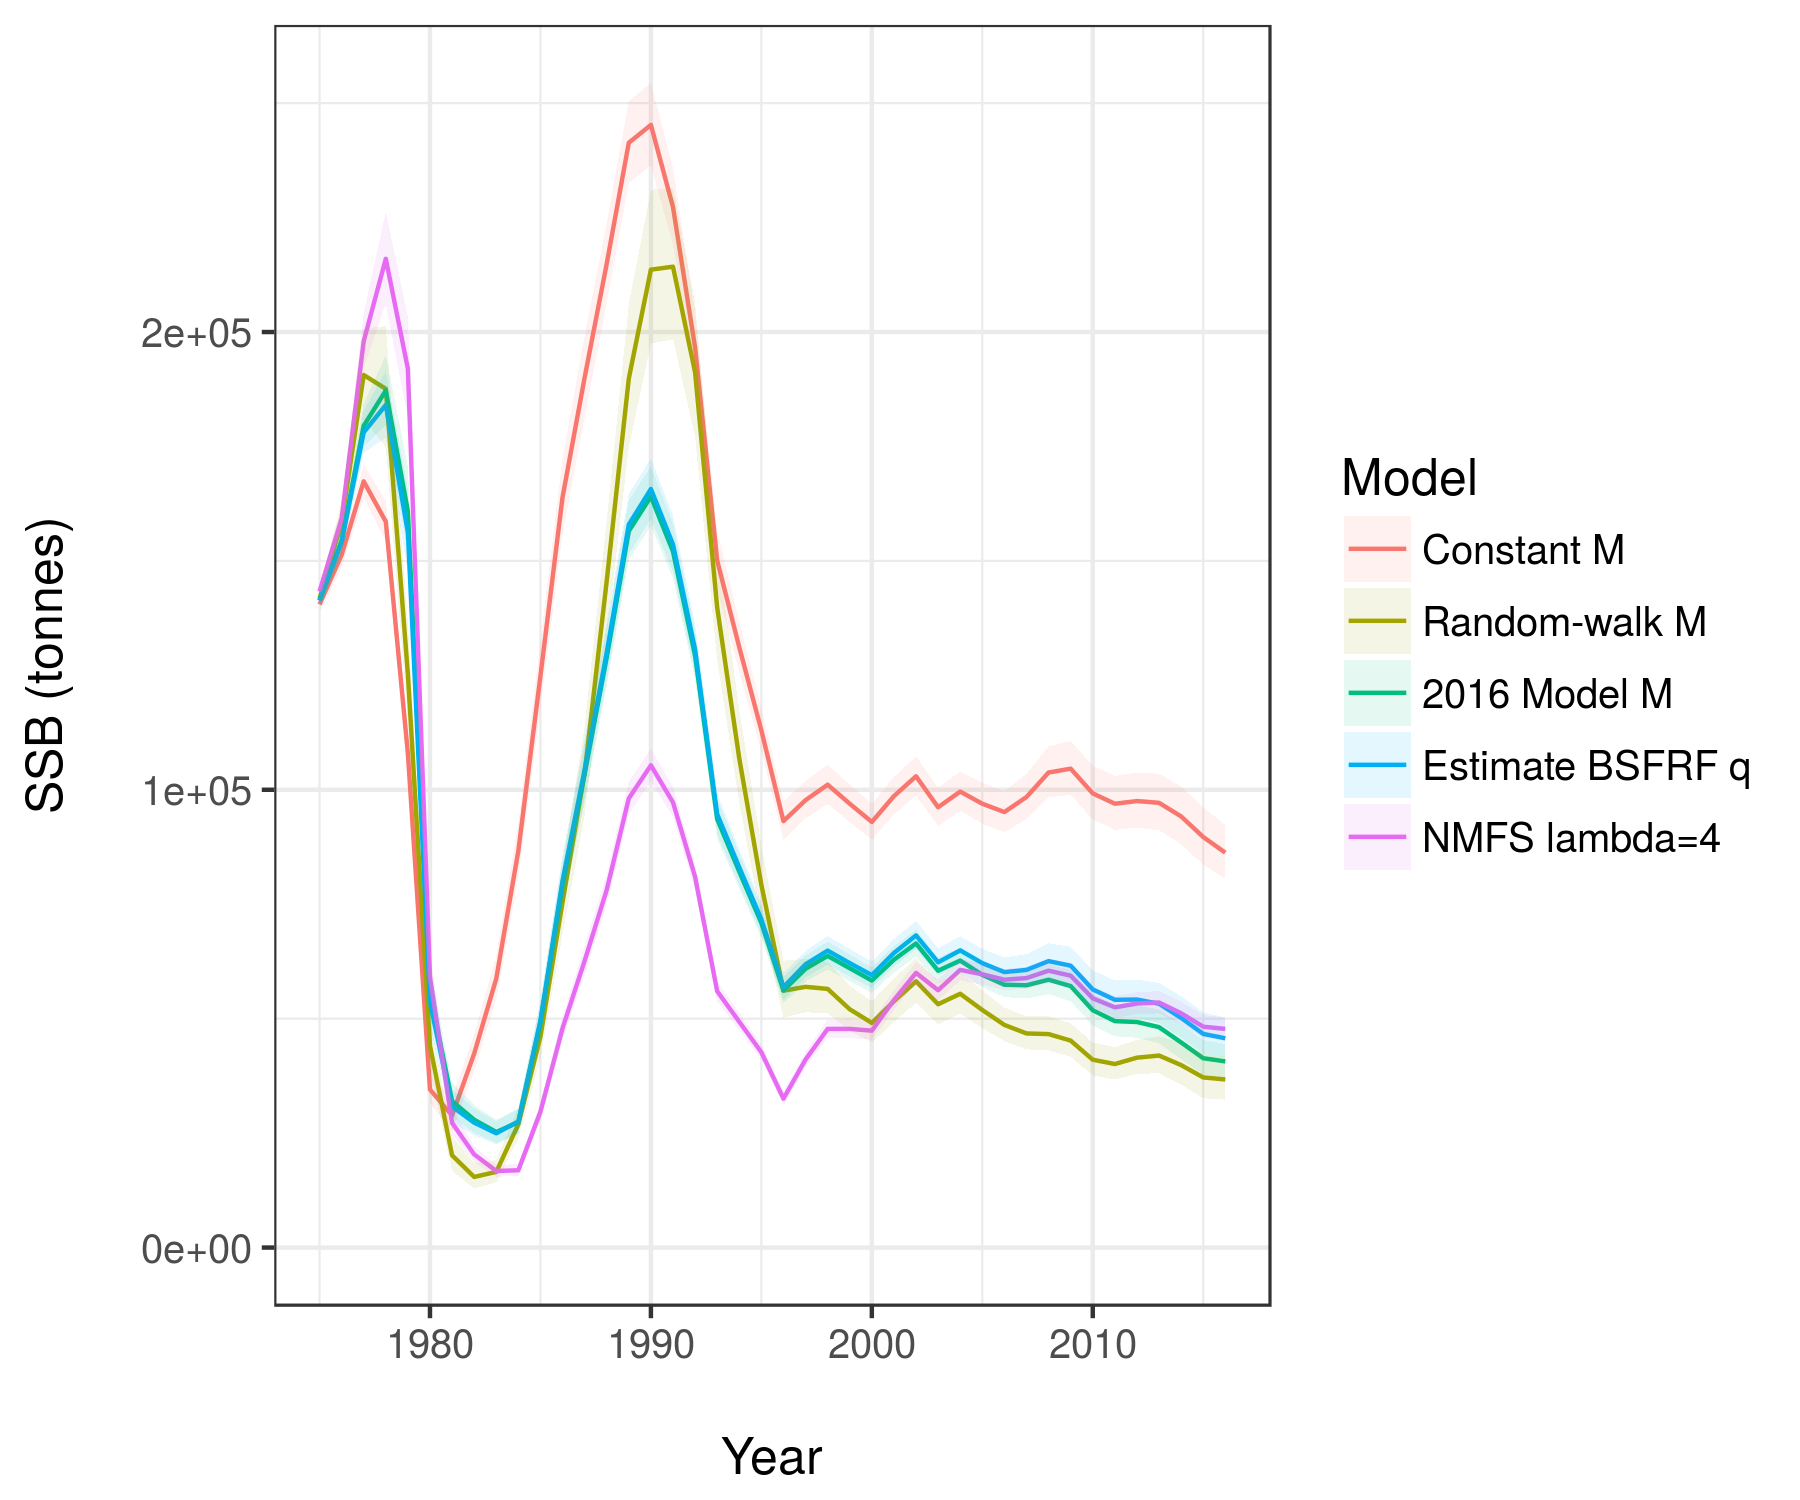 SSB (tonnes)
2e+05
1e+05
0e+00
1980
1990
2000
2010
Year
Model
Constant M
Random-walk M
2016 Model M
Estimate BSFRF q
NMFS lambda=4